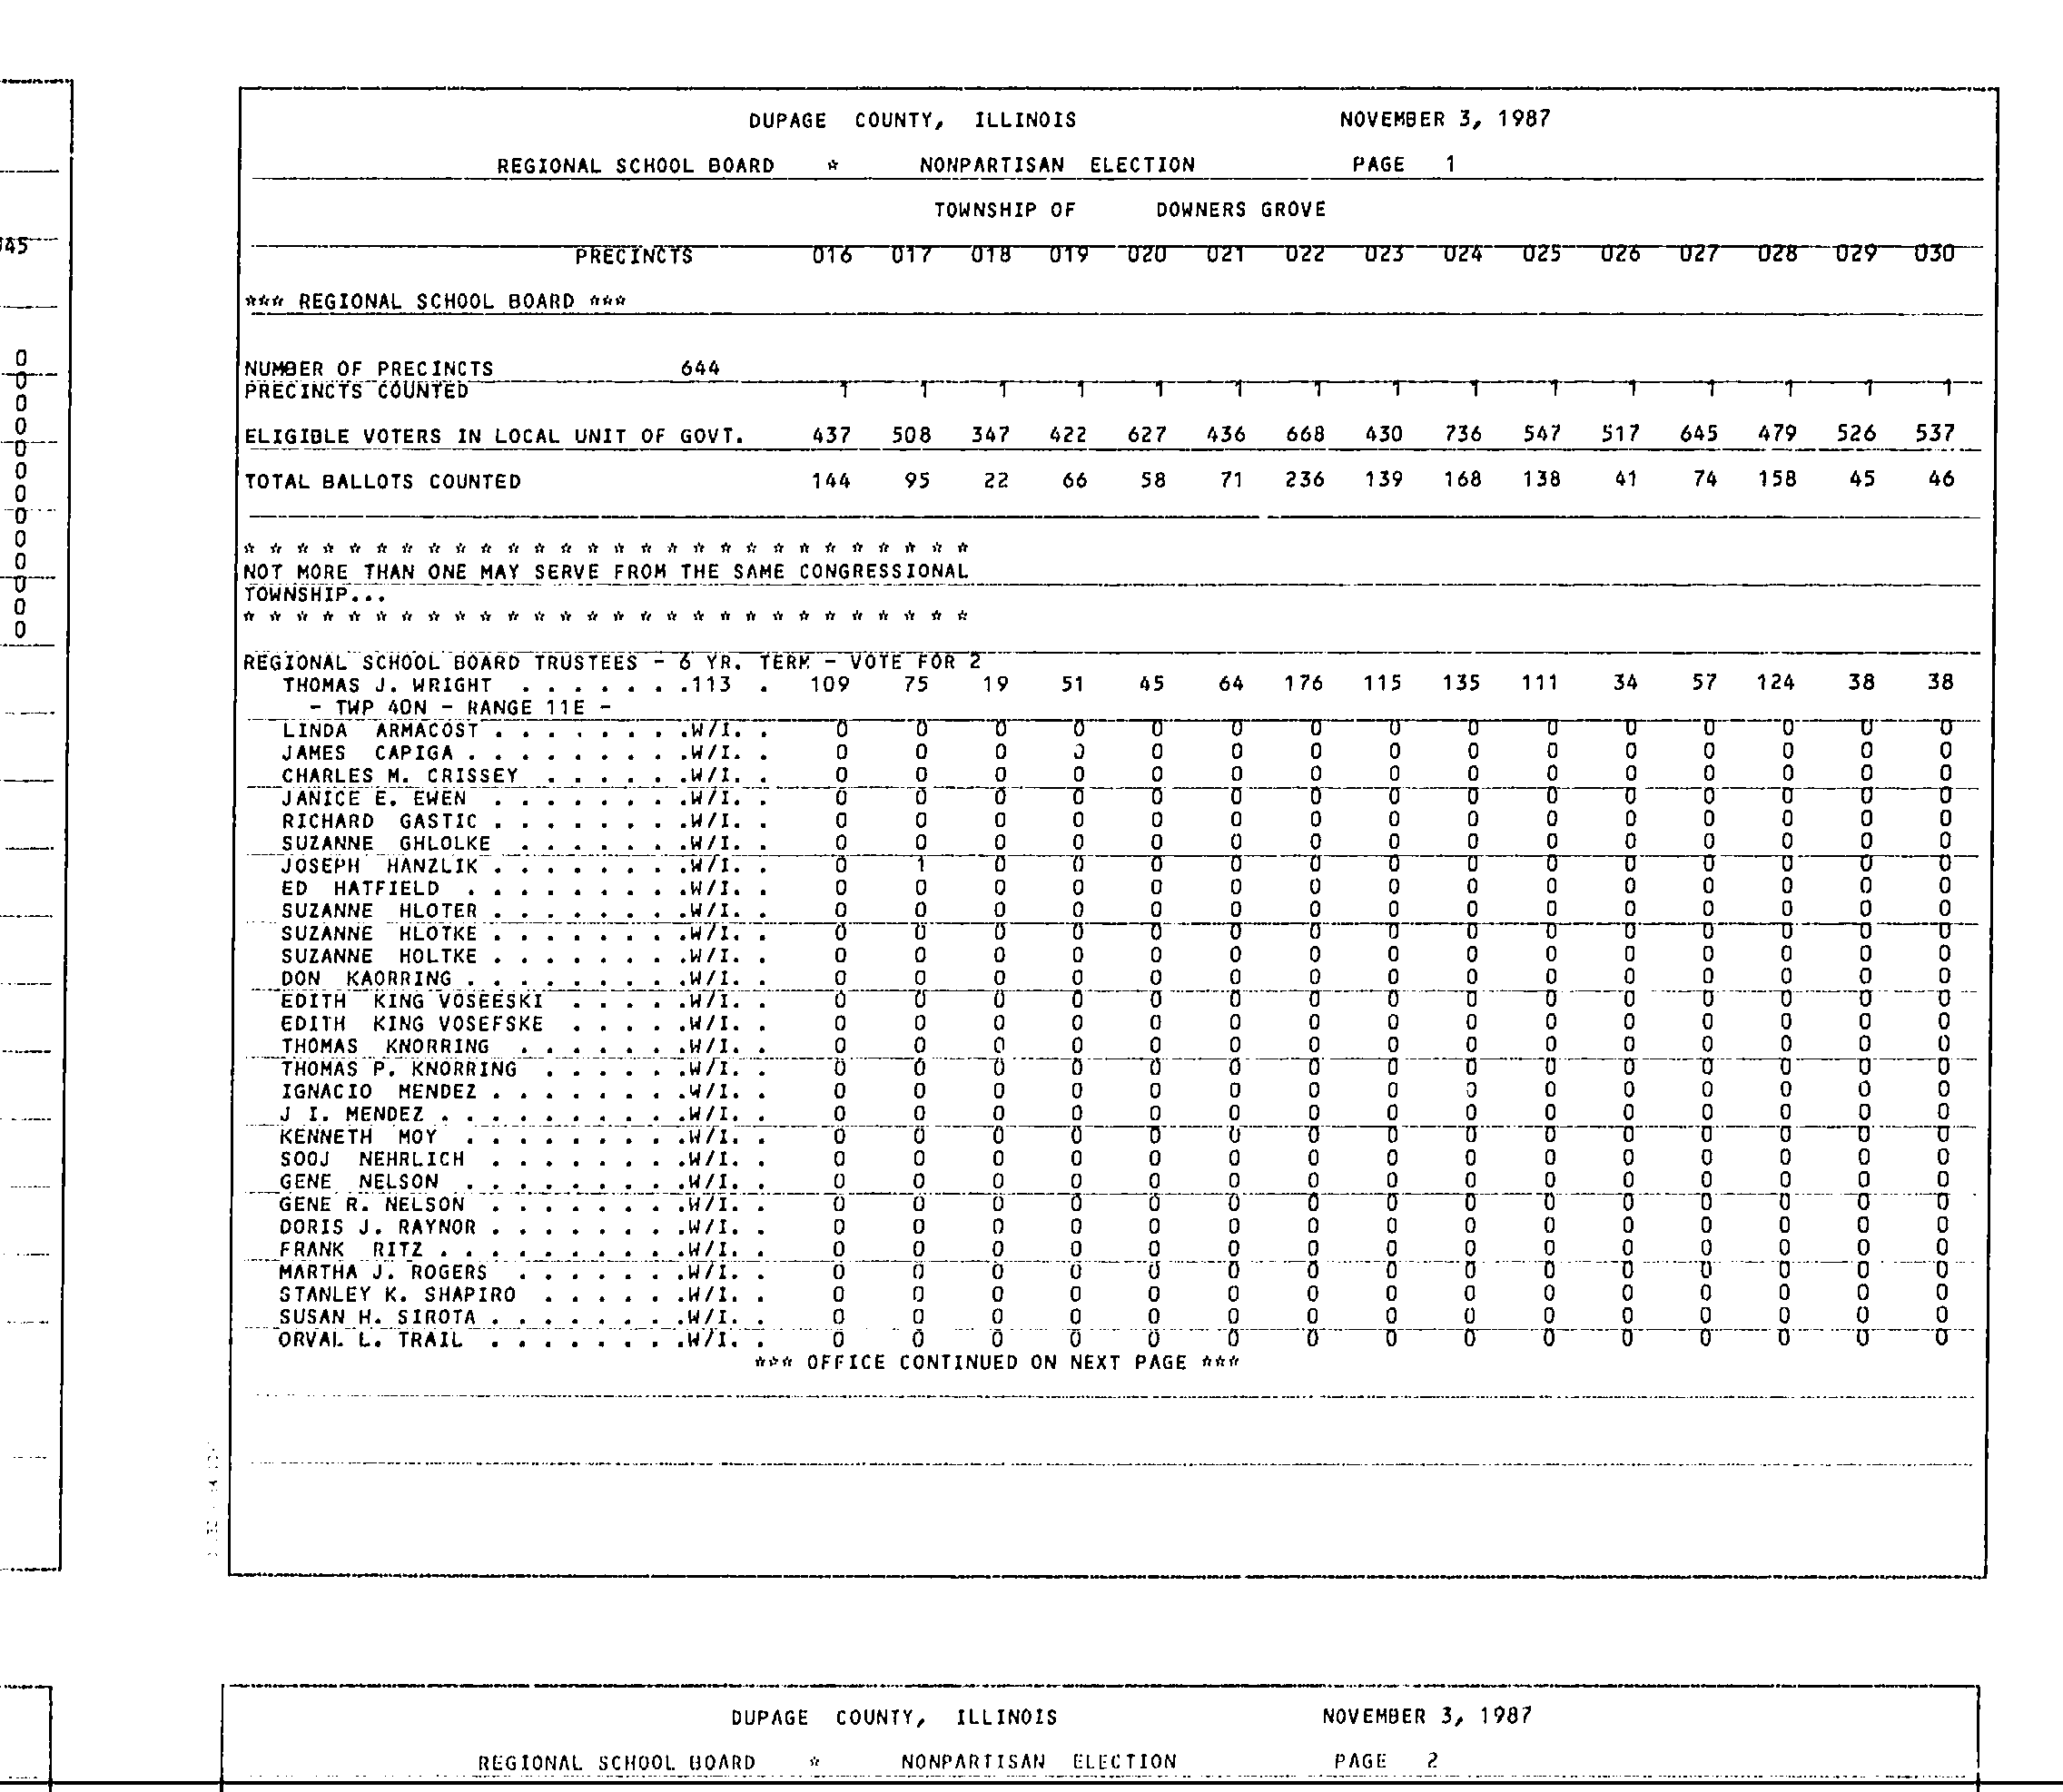 DUPAGE COUNTY, ILLINOIS NOVEMBER 3, 1987
REGIONAL SCHOOL BOARD * NONPARTISAN ELECTION PAGE 1
TOWNSHIP OF DOWNERS GROVE
045
PRECINCTS 016 017 018 019 020 021 022 023 024 025 026 027 028 029 030
*** REGIONAL SCHOOL BOARD ***
NUMBER OF PRECINCTS 644
PRECINCTS COUNTED 1 1 1 1 1 1 1 1 1 1 1 1 1 1 1
ELIGIBLE VOTERS IN LOCAL UNIT OF GOVT. 437 508 347 422 627 436 668 430 736 547 517 645 479 526 537
TOTAL BALLOTS COUNTED 144 95 22 66 58 71 236 139 168 138 41 74 158 45 46
* * * * * * * * * * * * * * * * * * * * * * * * * * * *
NOT MORE THAN ONE MAY SERVE FROM THE SAME CONGRESSIONAL
TOWNSHIP...
* * * * * * * * * * * * * * * * * * * * * * * * * * * *
REGIONAL SCHOOL BOARD TRUSTEES - 6 YR. TERM - VOTE FOR 2
THOMAS J. WRIGHT . . . . . . .113 . 109 75 19 51 45 64 176 115 135 111 34 57 124 38 38
- TWP 40N - RANGE 11E -
LINDA ARMACOST . . . . . . . .W/I. . 0 0 0 0 0 0 0 0 0 0 0 0 0 0 0
JAMES CAPIGA . . . . . . . . .W/I. . 0 0 0 0 0 0 0 0 0 0 0 0 0 0 0
CHARLES M. CRISSEY . . . . . .W/I. . 0 0 0 0 0 0 0 0 0 0 0 0 0 0 0
JANICE E. EWEN . . . . . . . .W/I. . 0 0 0 0 0 0 0 0 0 0 0 0 0 0 0
RICHARD GASTIC . . . . . . . .W/I. . 0 0 0 0 0 0 0 0 0 0 0 0 0 0 0
SUZANNE GHLOLKE . . . . . . .W/I. . 0 0 0 0 0 0 0 0 0 0 0 0 0 0 0
JOSEPH HANZLIK . . . . . . . .W/I. . 0 1 0 0 0 0 0 0 0 0 0 0 0 0 0
ED HATFIELD . . . . . . . . .W/I. . 0 0 0 0 0 0 0 0 0 0 0 0 0 0 0
SUZANNE HLOTER . . . . . . . .W/I. . 0 0 0 0 0 0 0 0 0 0 0 0 0 0 0
SUZANNE HLOTKE . . . . . . . .W/I. . 0 0 0 0 0 0 0 0 0 0 0 0 0 0 0
SUZANNE HOLTKE . . . . . . . .W/I. . 0 0 0 0 0 0 0 0 0 0 0 0 0 0 0
DON KAORRING . . . . . . . . .W/I. . 0 0 0 0 0 0 0 0 0 0 0 0 0 0 0
EDITH KING VOSEESKI . . . . .W/I. . 0 0 0 0 0 0 0 0 0 0 0 0 0 0 0
EDITH KING VOSEFSKE . . . . .W/I. . 0 0 0 0 0 0 0 0 0 0 0 0 0 0 0
THOMAS KNORRING . . . . . . .W/I. . 0 0 0 0 0 0 0 0 0 0 0 0 0 0 0
THOMAS P. KNORRING . . . . . .W/I. . 0 0 0 0 0 0 0 0 0 0 0 0 0 0 0
IGNACIO MENDEZ . . . . . . . .W/I. . 0 0 0 0 0 0 0 0 0 0 0 0 0 0 0
J I. MENDEZ . . . . . . . . . .W/I. . 0 0 0 0 0 0 0 0 0 0 0 0 0 0 0
KENNETH MOY . . . . . . . . .W/I. . 0 0 0 0 0 0 0 0 0 0 0 0 0 0 0
SOOJ NEHRLICH . . . . . . . .W/I. . 0 0 0 0 0 0 0 0 0 0 0 0 0 0 0
GENE NELSON . . . . . . . . .W/I. . 0 0 0 0 0 0 0 0 0 0 0 0 0 0 0
GENE R. NELSON . . . . . . . .W/I. . 0 0 0 0 0 0 0 0 0 0 0 0 0 0 0
DORIS J. RAYNOR . . . . . . . .W/I. . 0 0 0 0 0 0 0 0 0 0 0 0 0 0 0
FRANK RITZ . . . . . . . . . .W/I. . 0 0 0 0 0 0 0 0 0 0 0 0 0 0 0
MARTHA J. ROGERS . . . . . . .W/I. . 0 0 0 0 0 0 0 0 0 0 0 0 0 0 0
STANLEY K. SHAPIRO . . . . . .W/I. . 0 0 0 0 0 0 0 0 0 0 0 0 0 0 0
SUSAN H. SIROTA . . . . . . . .W/I. . 0 0 0 0 0 0 0 0 0 0 0 0 0 0 0
ORVAL L. TRAIL . . . . . . . .W/I. . 0 0 0 0 0 0 0 0 0 0 0 0 0 0 0
*** OFFICE CONTINUED ON NEXT PAGE ***
0
0
0
0
0
0
0
0
0
0
0
0
0
DUPAGE COUNTY, ILLINOIS NOVEMBER 3, 1987
REGIONAL SCHOOL BOARD * NONPARTISAN ELECTION PAGE 2